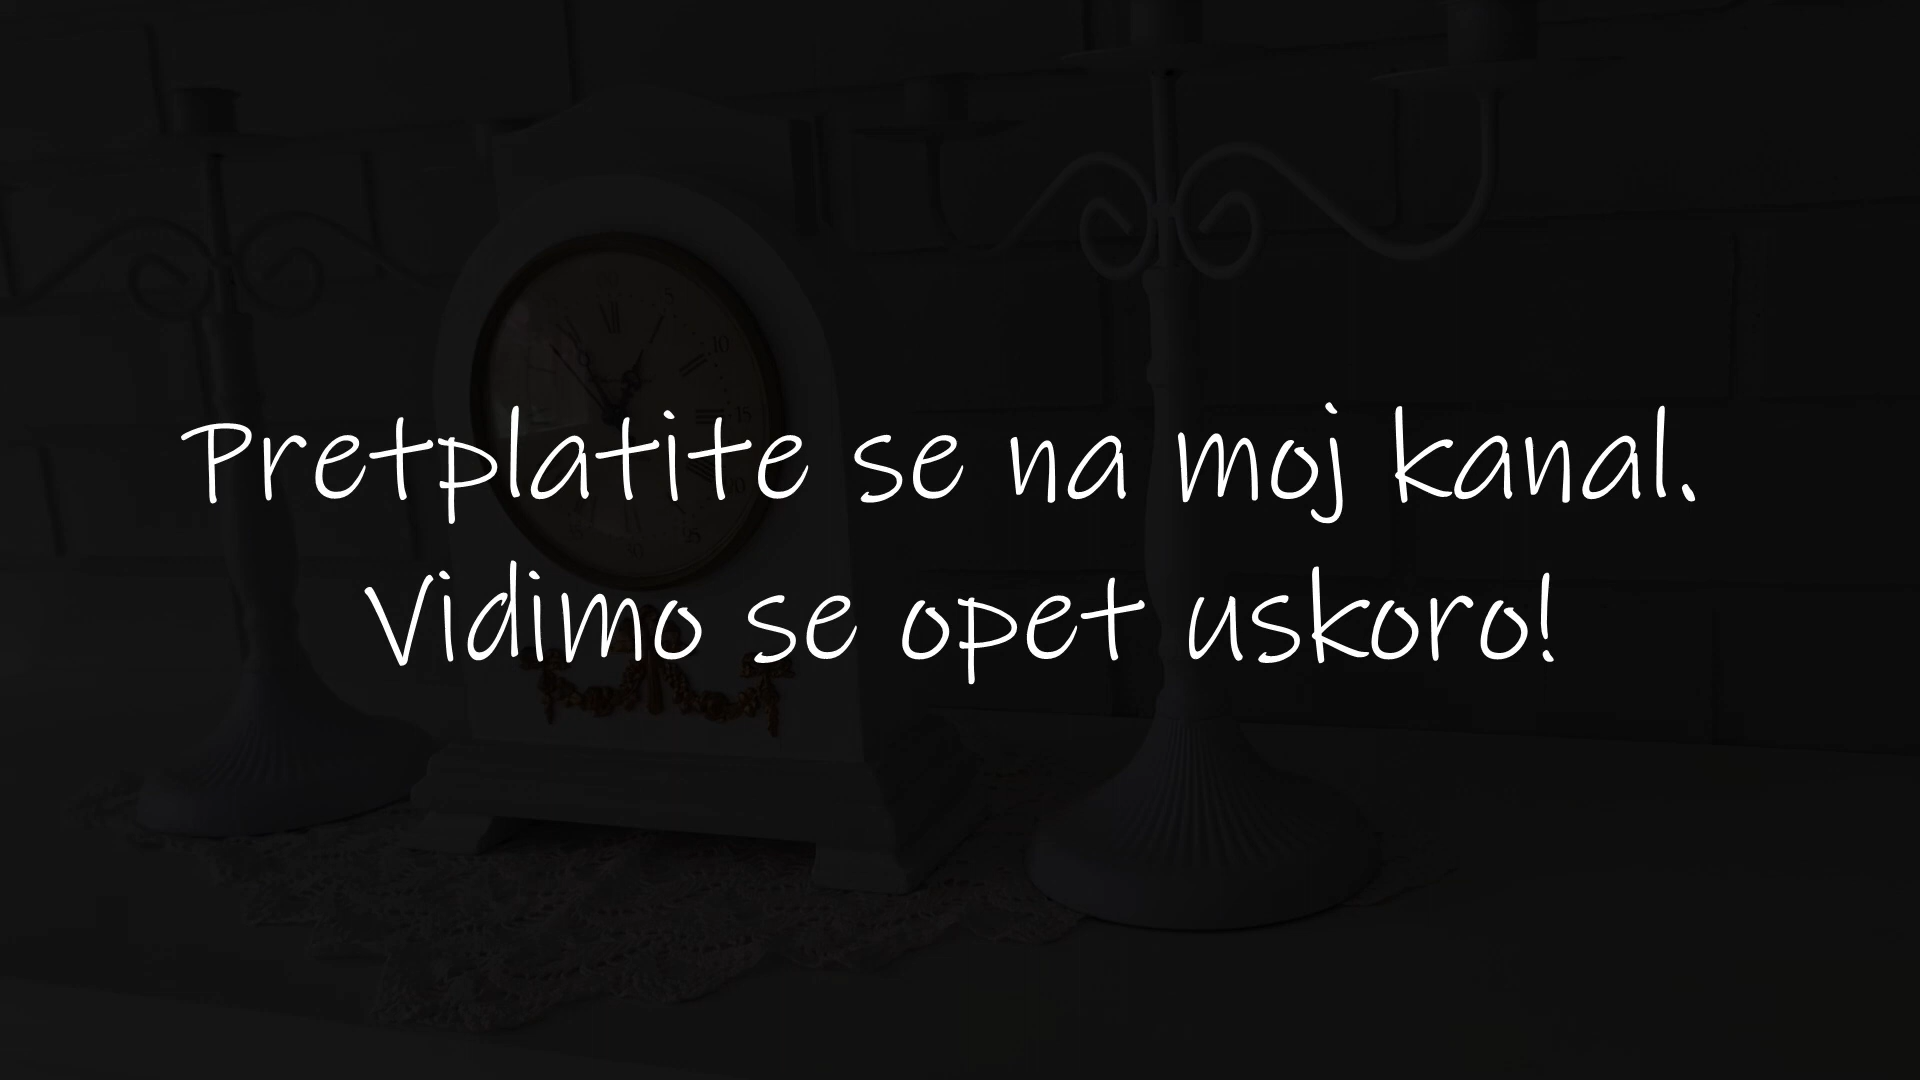 Pretplatite se na moj kanal.
Vidimo se opet uskoro!